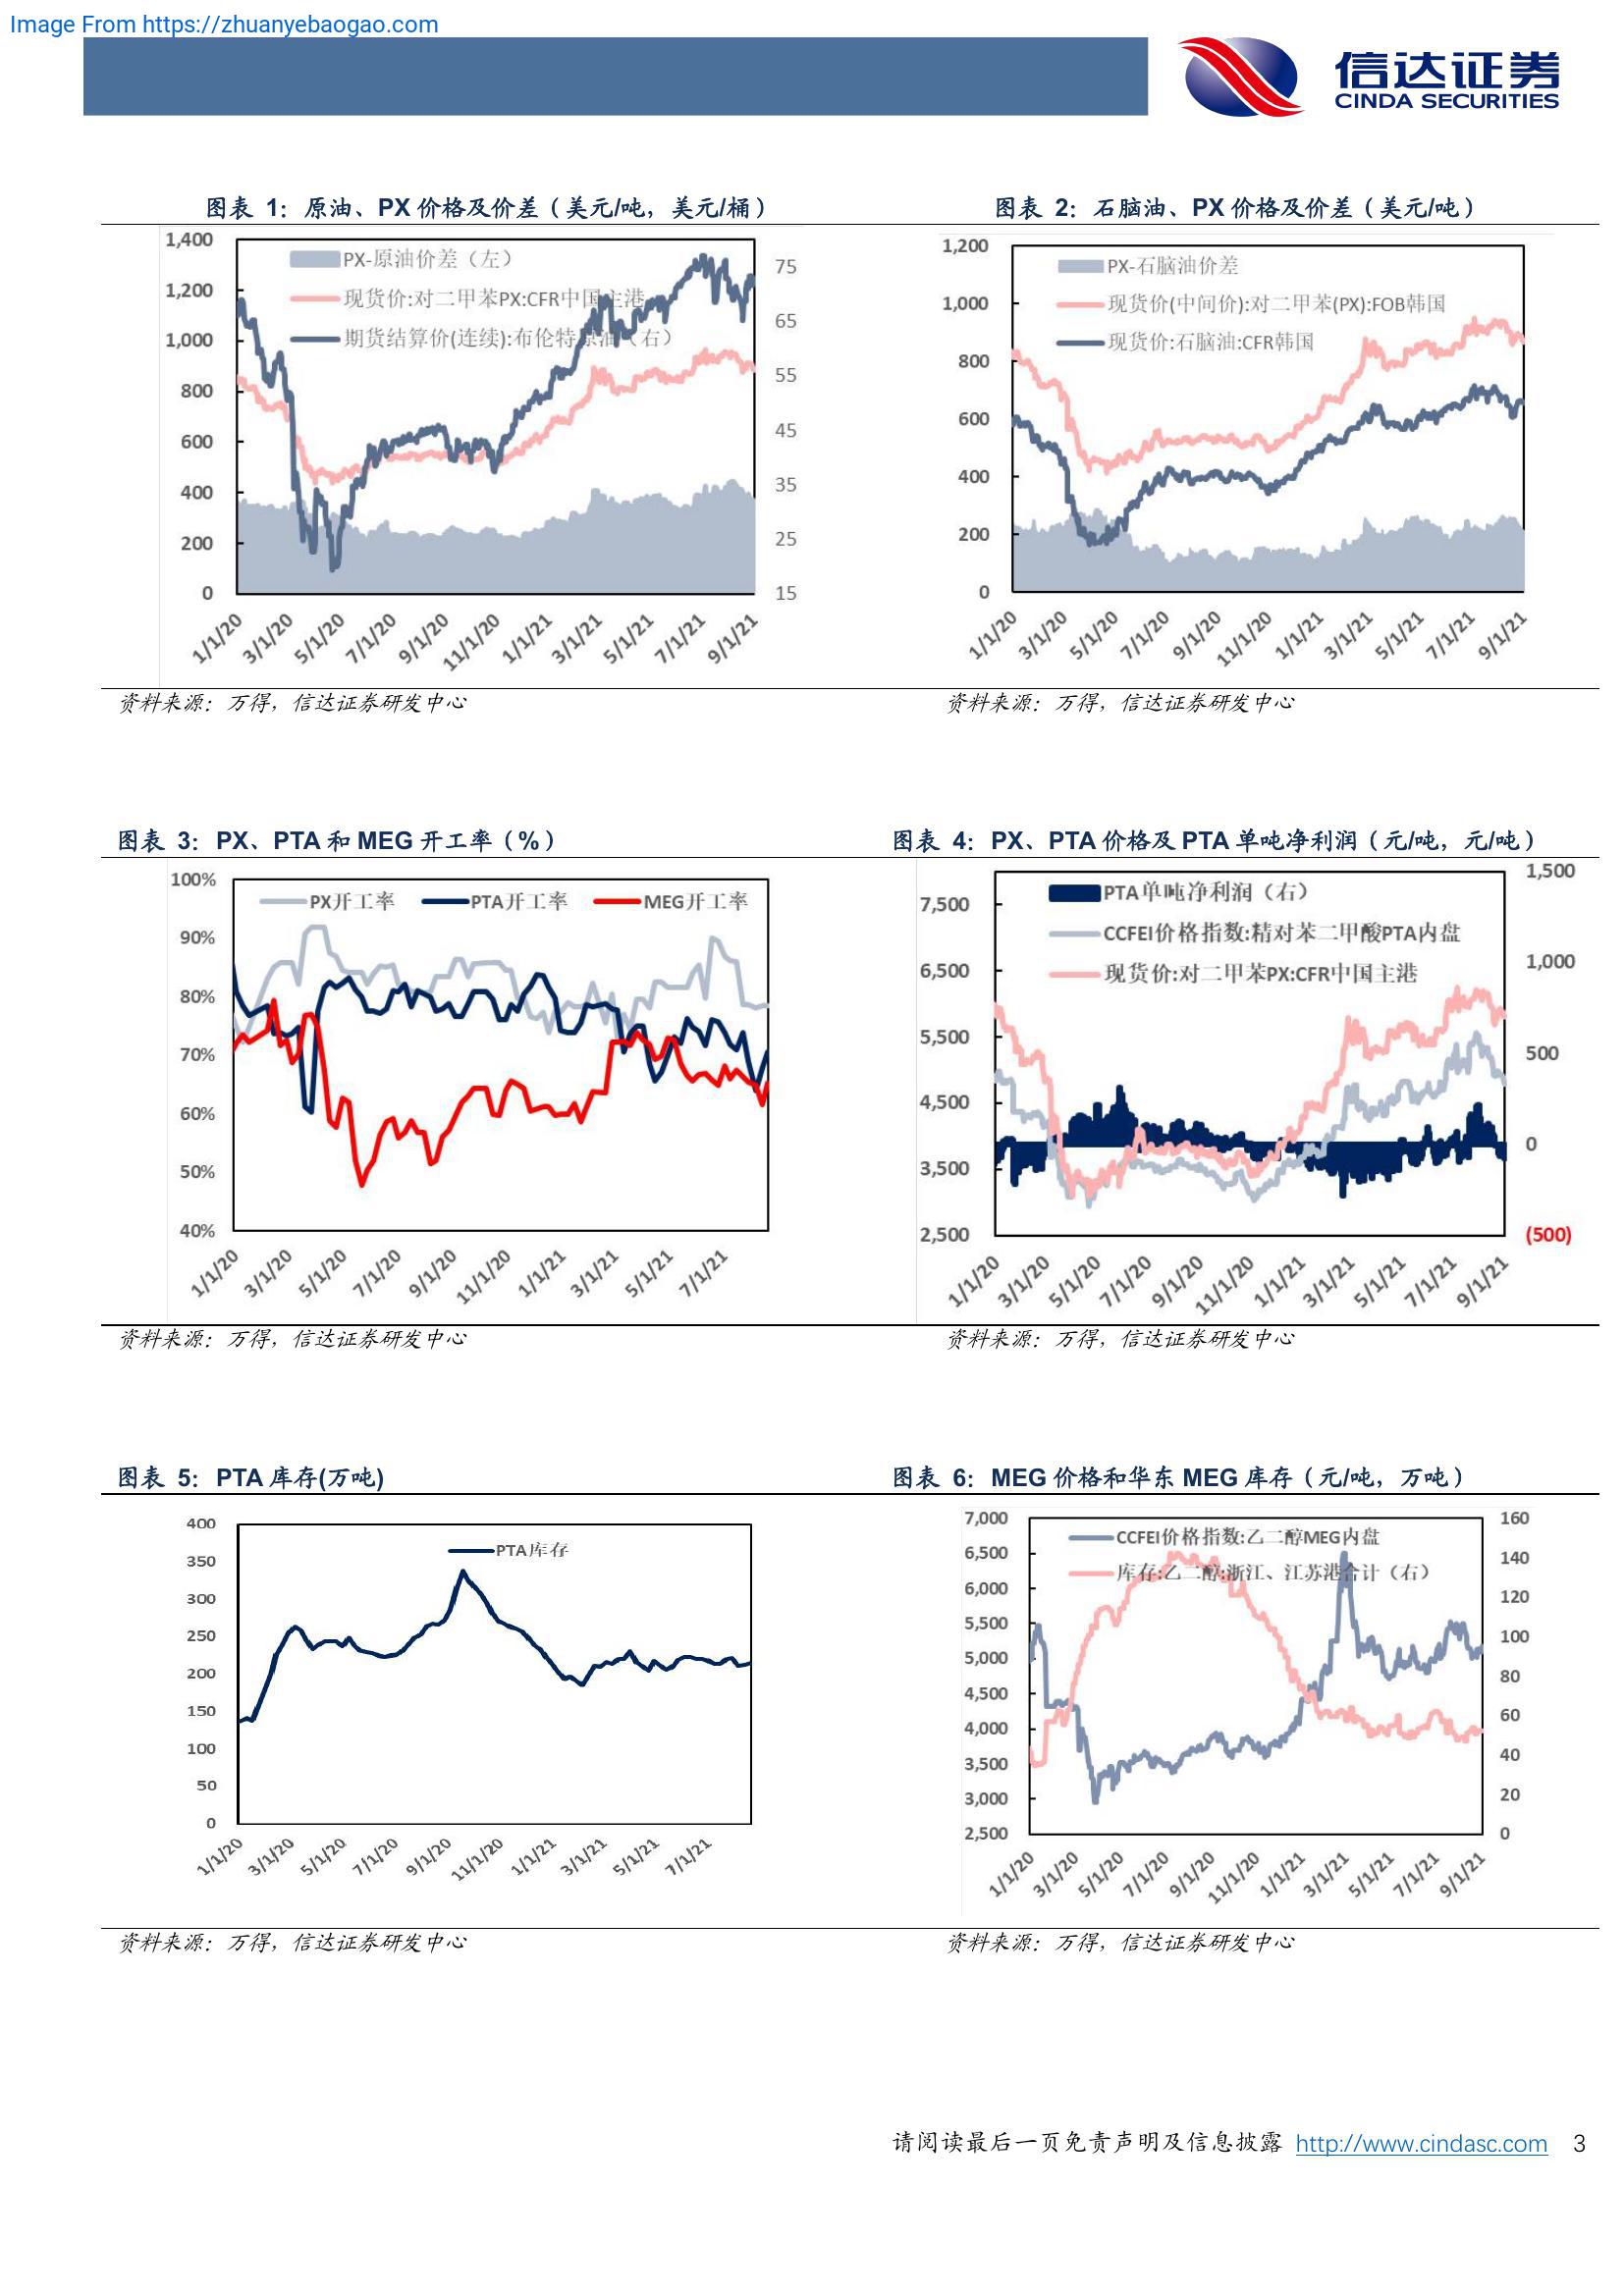 Image From https://zhuanyebaogao.com
信达证券
CINDA SECURITIES
图表 1：原油、PX 价格及价差（美元/吨，美元/桶）
1,400
1,200
1,000
800
600
400
200
0
PX-原油价差（左）
现货价:对二甲苯PX:CFR中国主港
期货结算价(连续):布伦特原油（右）
75
65
55
45
35
25
15
1/1/20 3/1/20 5/1/20 7/1/20 9/1/20 11/1/20 1/1/21 3/1/21 5/1/21 7/1/21 9/1/21
资料来源：万得，信达证券研发中心
图表 2：石脑油、PX 价格及价差（美元/吨）
1,200
1,000
800
600
400
200
0
PX-石脑油价差
现货价(中间价):对二甲苯(PX):FOB韩国
现货价:石脑油:CFR韩国
1/1/20 3/1/20 5/1/20 7/1/20 9/1/20 11/1/20 1/1/21 3/1/21 5/1/21 7/1/21 9/1/21
资料来源：万得，信达证券研发中心
图表 3：PX、PTA 和 MEG 开工率（%）
100%
90%
80%
70%
60%
50%
40%
PX开工率 PTA开工率 MEG开工率
1/1/20 3/1/20 5/1/20 7/1/20 9/1/20 11/1/20 1/1/21 3/1/21 5/1/21 7/1/21
资料来源：万得，信达证券研发中心
图表 4：PX、PTA 价格及 PTA 单吨净利润（元/吨，元/吨）
7,500
6,500
5,500
4,500
3,500
2,500
PTA单吨净利润（右）
CCFEI价格指数:精对苯二甲酸PTA内盘
现货价:对二甲苯PX:CFR中国主港
1,500
1,000
500
0
(500)
1/1/20 3/1/20 5/1/20 7/1/20 9/1/20 11/1/20 1/1/21 3/1/21 5/1/21 7/1/21 9/1/21
资料来源：万得，信达证券研发中心
图表 5：PTA 库存(万吨)
400
350
300
250
200
150
100
50
0
PTA库存
1/1/20 3/1/20 5/1/20 7/1/20 9/1/20 11/1/20 1/1/21 3/1/21 5/1/21 7/1/21
资料来源：万得，信达证券研发中心
图表 6：MEG 价格和华东 MEG 库存（元/吨，万吨）
7,000
6,500
6,000
5,500
5,000
4,500
4,000
3,500
3,000
2,500
CCFEI价格指数:乙二醇MEG内盘
库存:乙二醇:浙江、江苏港合计（右）
160
140
120
100
80
60
40
20
0
1/1/20 3/1/20 5/1/20 7/1/20 9/1/20 11/1/20 1/1/21 3/1/21 5/1/21 7/1/21 9/1/21
资料来源：万得，信达证券研发中心
请阅读最后一页免责声明及信息披露 http://www.cindasc.com 3